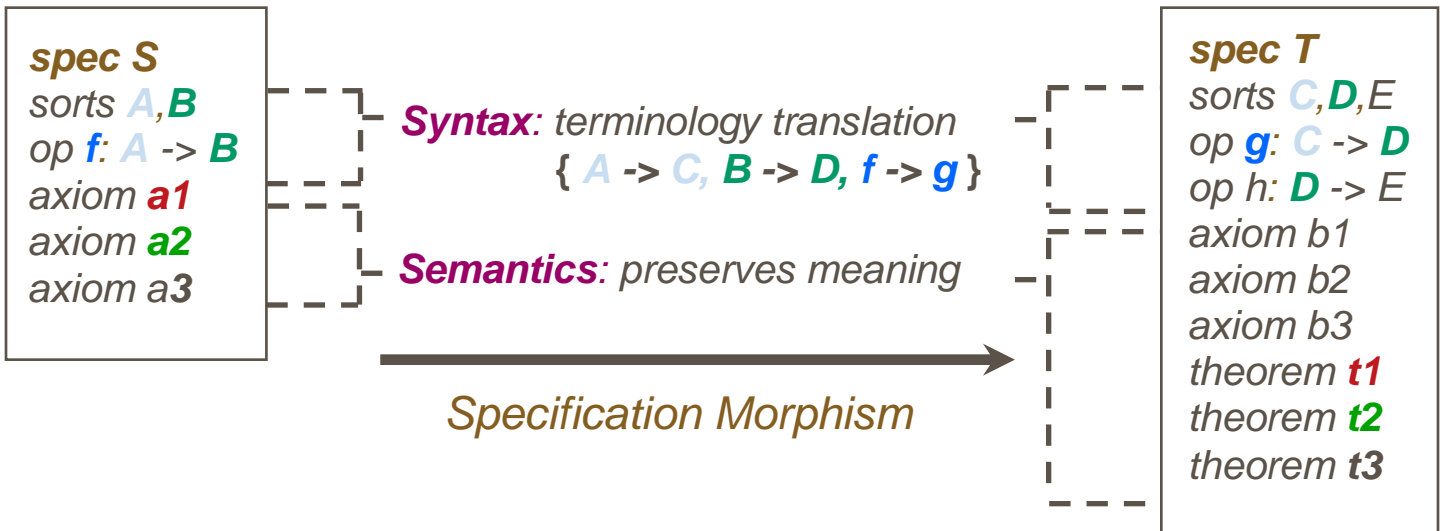 spec S
sorts A,B
op f: A -> B
axiom a1
axiom a2
axiom a3
Syntax: terminology translation
{ A -> C, B -> D, f -> g }
Semantics: preserves meaning
Specification Morphism
spec T
sorts C,D,E
op g: C -> D
op h: D -> E
axiom b1
axiom b2
axiom b3
theorem t1
theorem t2
theorem t3